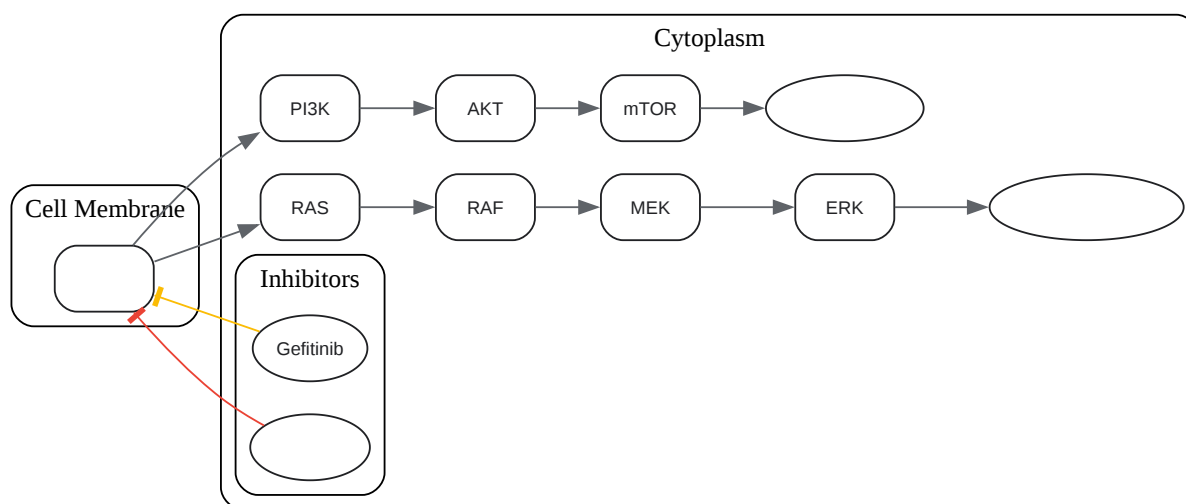 Cytoplasm
PI3K
AKT
mTOR
Cell Membrane
RAS
RAF
MEK
ERK
Inhibitors
Gefitinib